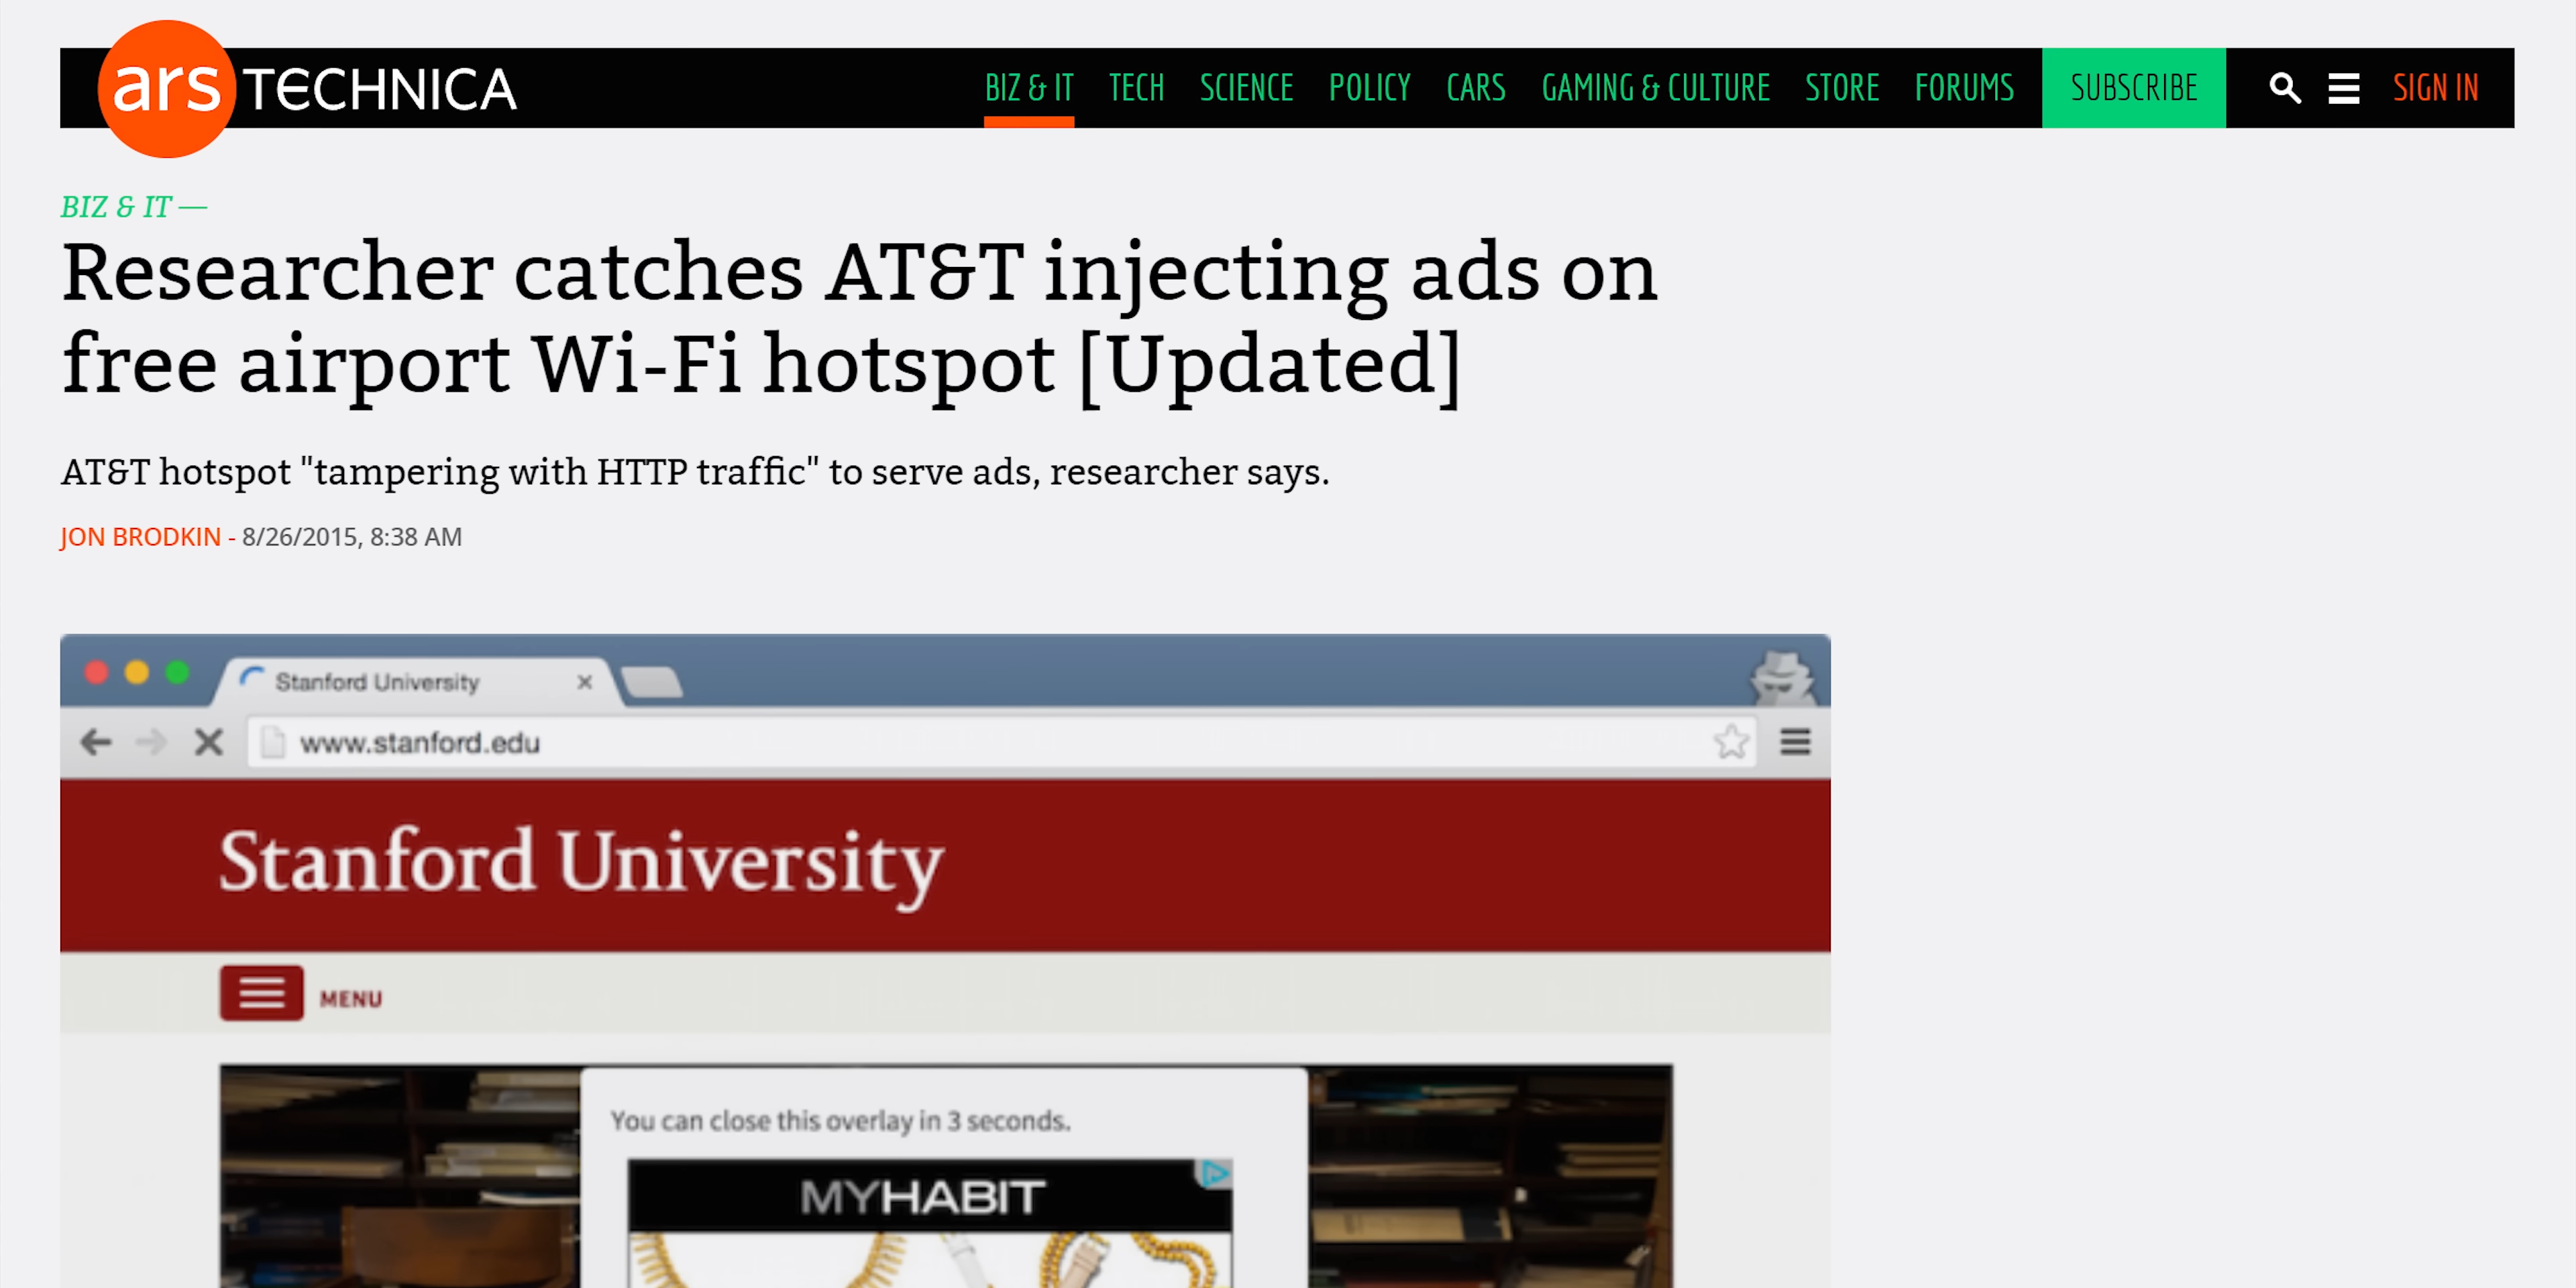 ars TECHNICA
BIZ & IT TECH SCIENCE POLICY CARS GAMING & CULTURE STORE FORUMS SUBSCRIBE SIGN IN
BIZ & IT —
Researcher catches AT&T injecting ads on
free airport Wi-Fi hotspot [Updated]
AT&T hotspot "tampering with HTTP traffic" to serve ads, researcher says.
JON BRODKIN - 8/26/2015, 8:38 AM
Stanford University
www.stanford.edu
Stanford University
MENU
You can close this overlay in 3 seconds.
MYHABIT